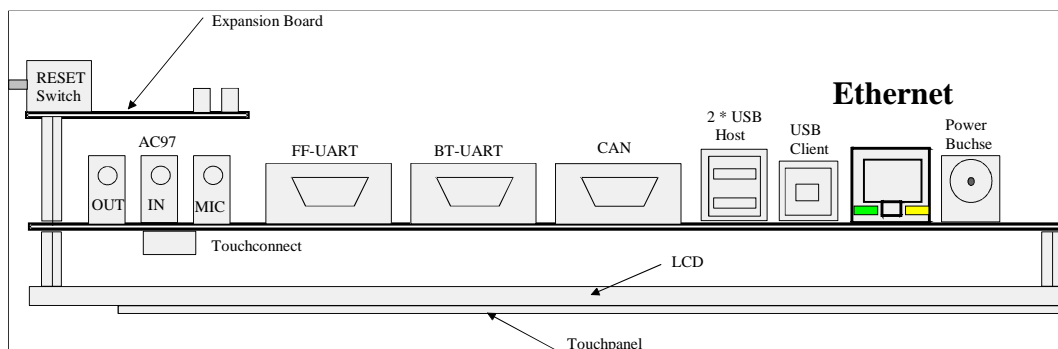 Expansion Board
RESET
Switch
Ethernet
AC97
OUT
IN
MIC
FF-UART
BT-UART
CAN
2 * USB
Host
USB
Client
Power
Buchse
Touchconnect
LCD
Touchpanel